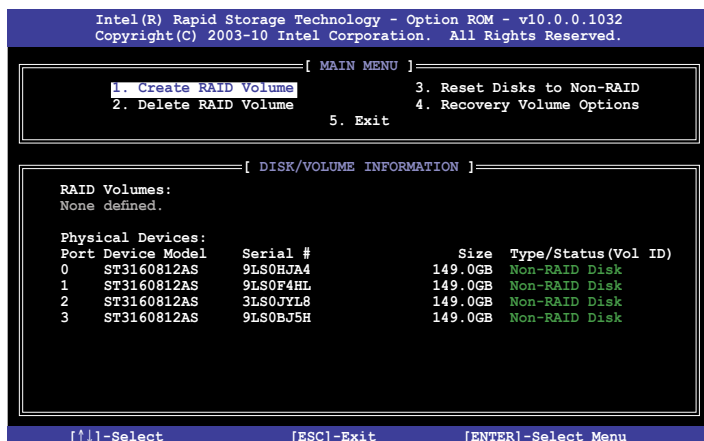 Intel(R) Rapid Storage Technology - Option ROM - v10.0.0.1032
Copyright(C) 2003-10 Intel Corporation. All Rights Reserved.
[ MAIN MENU ]
1. Create RAID Volume 3. Reset Disks to Non-RAID
2. Delete RAID Volume 4. Recovery Volume Options
5. Exit
[ DISK/VOLUME INFORMATION ]
RAID Volumes:
None defined.
Physical Devices:
Port Device Model Serial # Size Type/Status(Vol ID)
0 ST3160812AS 9LS0HJA4 149.0GB Non-RAID Disk
1 ST3160812AS 9LS0F4HL 149.0GB Non-RAID Disk
2 ST3160812AS 3LS0JYL8 149.0GB Non-RAID Disk
3 ST3160812AS 9LS0BJ5H 149.0GB Non-RAID Disk
[↑↓]-Select [ESC]-Exit [ENTER]-Select Menu